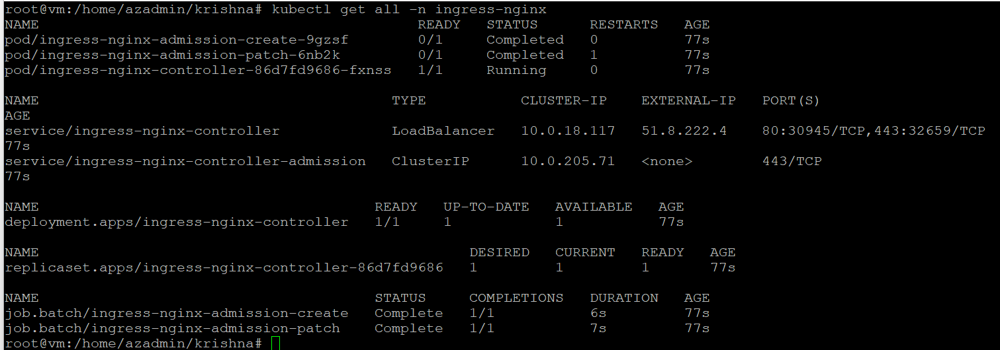 root@vm:/home/azadmin/krishna# kubectl get all -n ingress-nginx
NAME                                            READY   STATUS      RESTARTS   AGE
pod/ingress-nginx-admission-create-9gzsf        0/1     Completed   0          77s
pod/ingress-nginx-admission-patch-6nb2k         0/1     Completed   1          77s
pod/ingress-nginx-controller-86d7fd9686-fxnss   1/1     Running     0          77s

NAME                                         TYPE           CLUSTER-IP    EXTERNAL-IP   PORT(S)
AGE
service/ingress-nginx-controller             LoadBalancer   10.0.18.117   51.8.222.4    80:30945/TCP,443:32659/TCP
77s
service/ingress-nginx-controller-admission   ClusterIP      10.0.205.71   <none>        443/TCP
77s

NAME                                       READY   UP-TO-DATE   AVAILABLE   AGE
deployment.apps/ingress-nginx-controller   1/1     1            1           77s

NAME                                                  DESIRED   CURRENT   READY   AGE
replicaset.apps/ingress-nginx-controller-86d7fd9686   1         1         1       77s

NAME                                       STATUS     COMPLETIONS   DURATION   AGE
job.batch/ingress-nginx-admission-create   Complete   1/1           6s         77s
job.batch/ingress-nginx-admission-patch    Complete   1/1           7s         77s
root@vm:/home/azadmin/krishna#